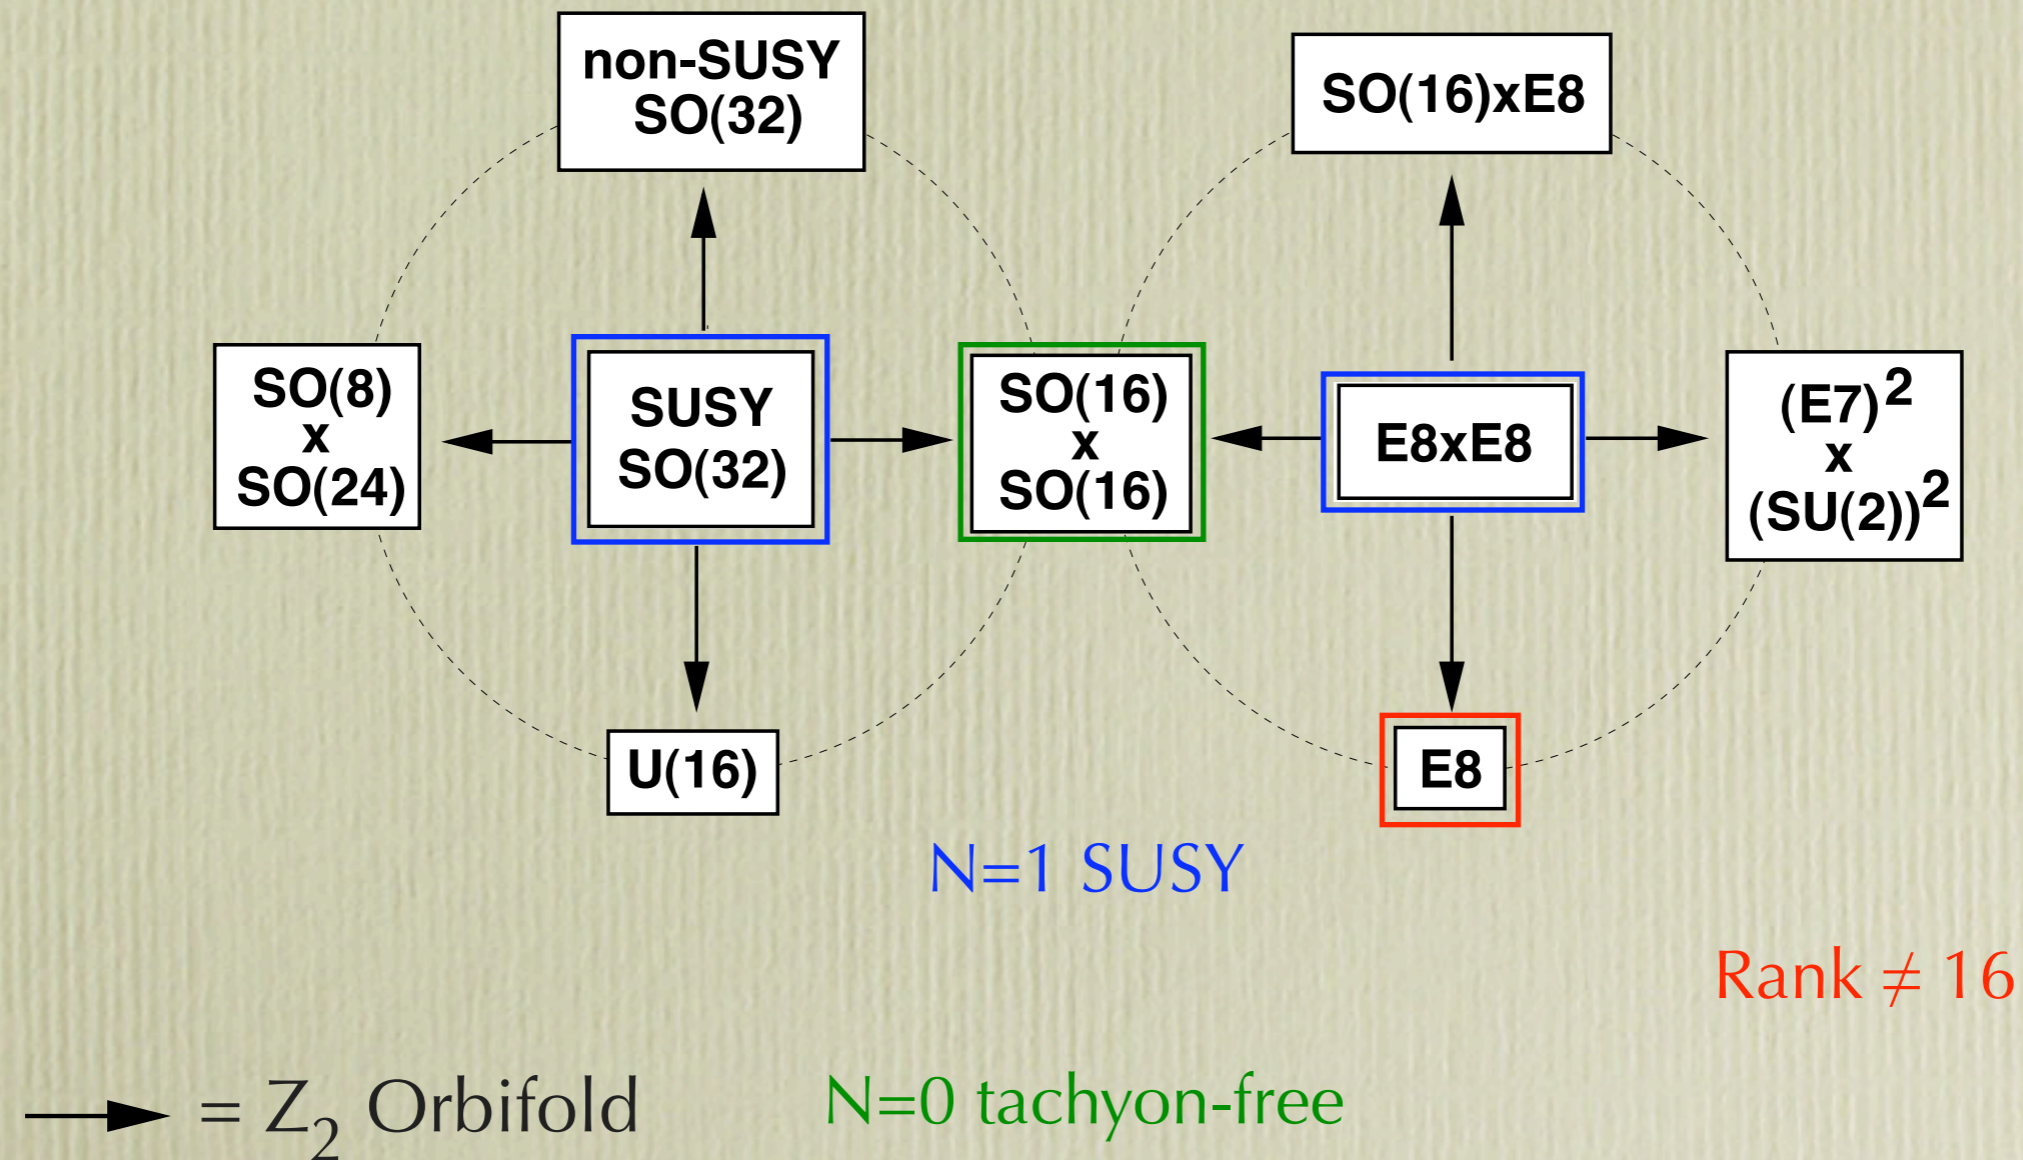 non-SUSY
SO(32)
SO(16)xE8
SO(8)
x
SO(24)
SUSY
SO(32)
SO(16)
x
SO(16)
E8xE8
(E7)2
x
(SU(2))2
U(16)
E8
N=1 SUSY
Rank ≠ 16
= Z2 Orbifold
N=0 tachyon-free